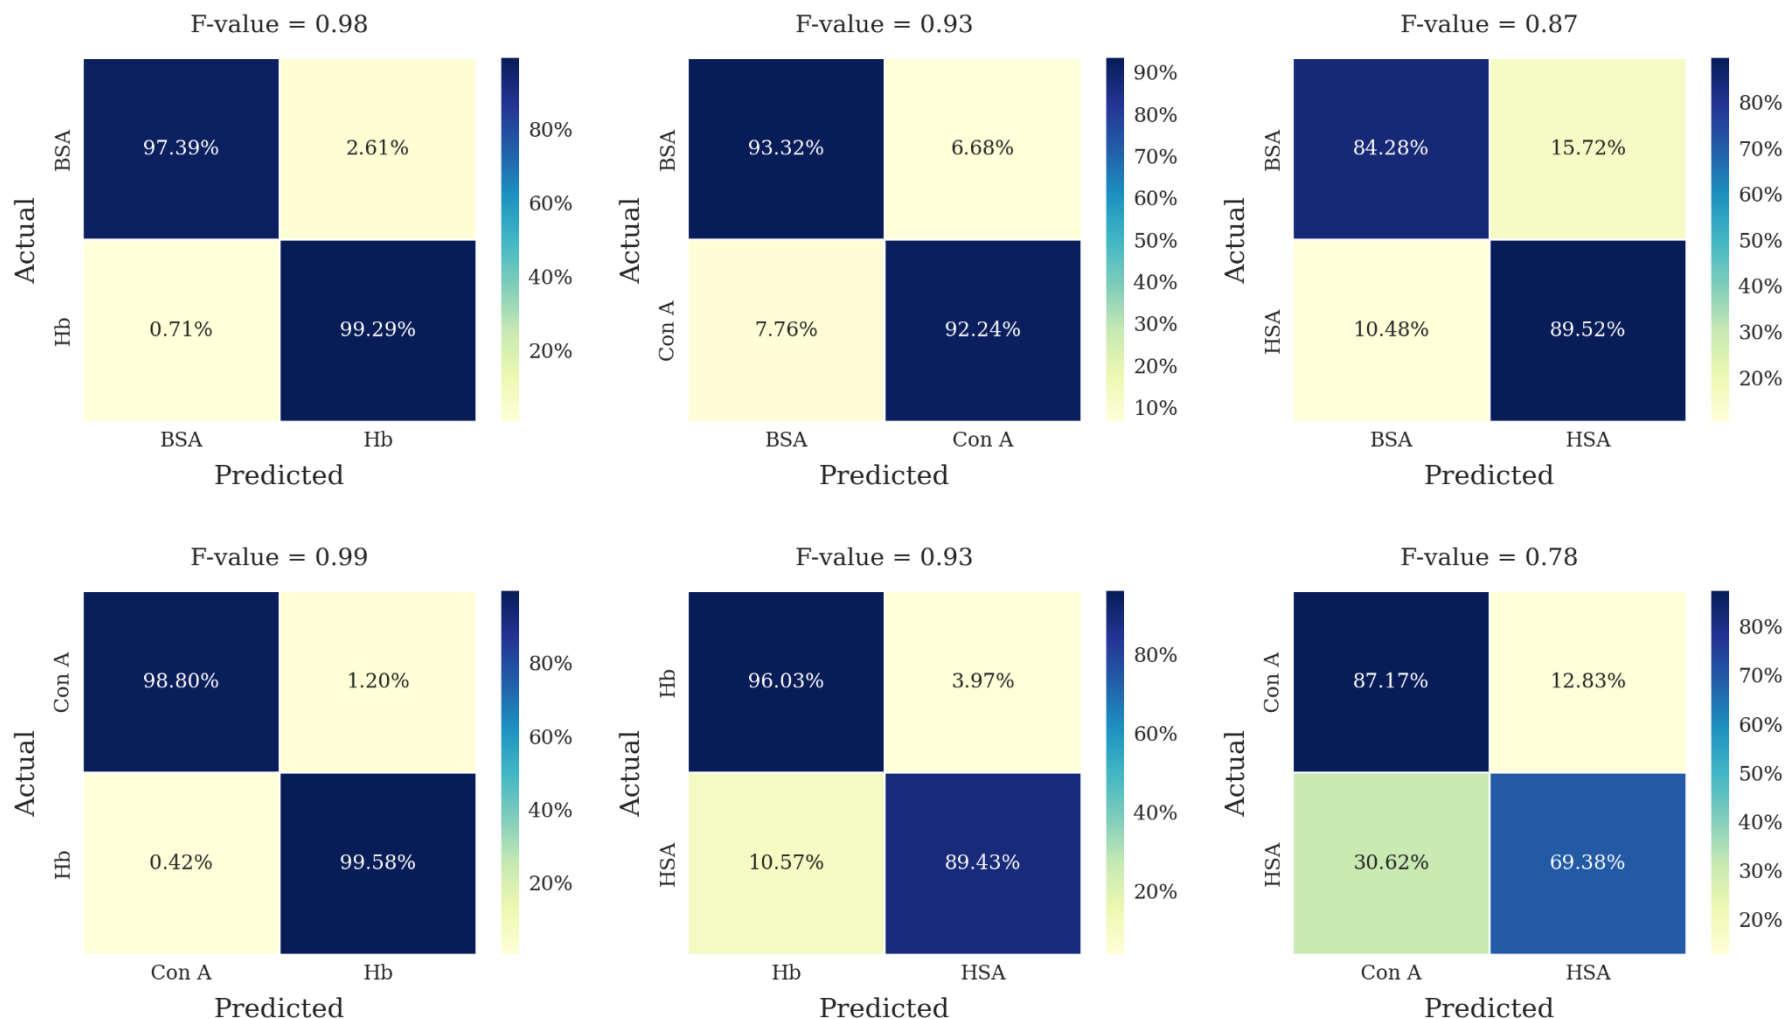 F-value = 0.98
F-value = 0.93
F-value = 0.87
Actual
BSA
Hb
97.39%
2.61%
0.71%
99.29%
80%
60%
40%
20%
BSA
Hb
Predicted
Actual
BSA
Con A
93.32%
6.68%
7.76%
92.24%
90%
80%
70%
60%
50%
40%
30%
20%
10%
BSA
Con A
Predicted
Actual
BSA
HSA
84.28%
15.72%
10.48%
89.52%
80%
70%
60%
50%
40%
30%
20%
BSA
HSA
Predicted
F-value = 0.99
F-value = 0.93
F-value = 0.78
Actual
Con A
Hb
98.80%
1.20%
0.42%
99.58%
80%
60%
40%
20%
Con A
Hb
Predicted
Actual
Hb
HSA
96.03%
3.97%
10.57%
89.43%
80%
60%
40%
20%
Hb
HSA
Predicted
Actual
Con A
HSA
87.17%
12.83%
30.62%
69.38%
80%
70%
60%
50%
40%
30%
20%
Con A
HSA
Predicted